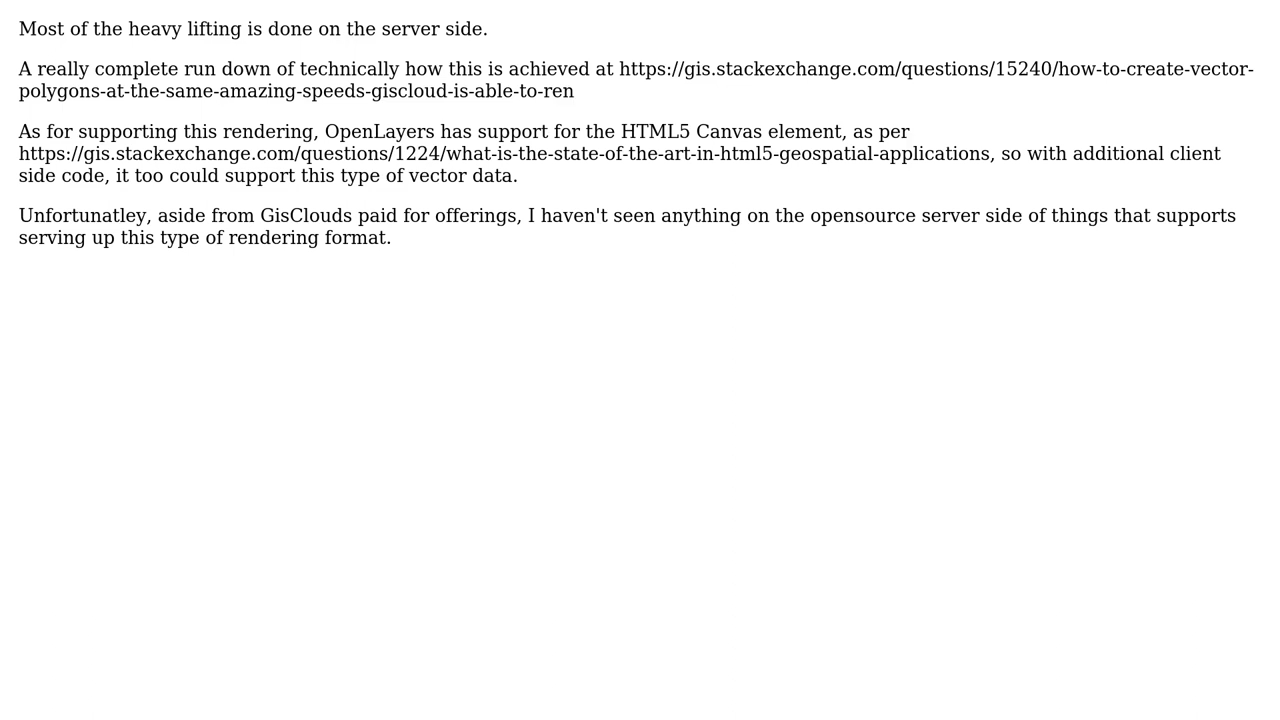 Most of the heavy lifting is done on the server side.
A really complete run down of technically how this is achieved at https://gis.stackexchange.com/questions/15240/how-to-create-vector-
polygons-at-the-same-amazing-speeds-giscloud-is-able-to-ren
As for supporting this rendering, OpenLayers has support for the HTML5 Canvas element, as per
https://gis.stackexchange.com/questions/1224/what-is-the-state-of-the-art-in-html5-geospatial-applications, so with additional client
side code, it too could support this type of vector data.
Unfortunatley, aside from GisClouds paid for offerings, I haven't seen anything on the opensource server side of things that supports
serving up this type of rendering format.